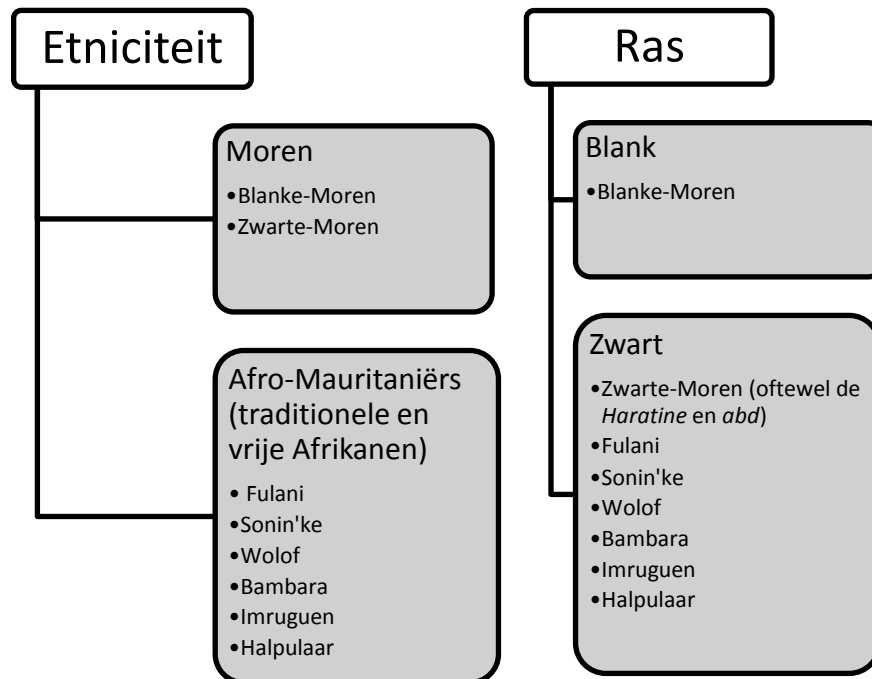 Etniciteit
Moren
•Blanke-Moren
•Zwarte-Moren
Afro-Mauritaniërs
(traditionele en
vrije Afrikanen)
• Fulani
•Sonin'ke
•Wolof
•Bambara
•Imruguen
•Halpulaar
Ras
Blank
•Blanke-Moren
Zwart
•Zwarte-Moren (oftewel de
Haratine en abd)
•Fulani
•Sonin'ke
•Wolof
•Bambara
•Imruguen
•Halpulaar